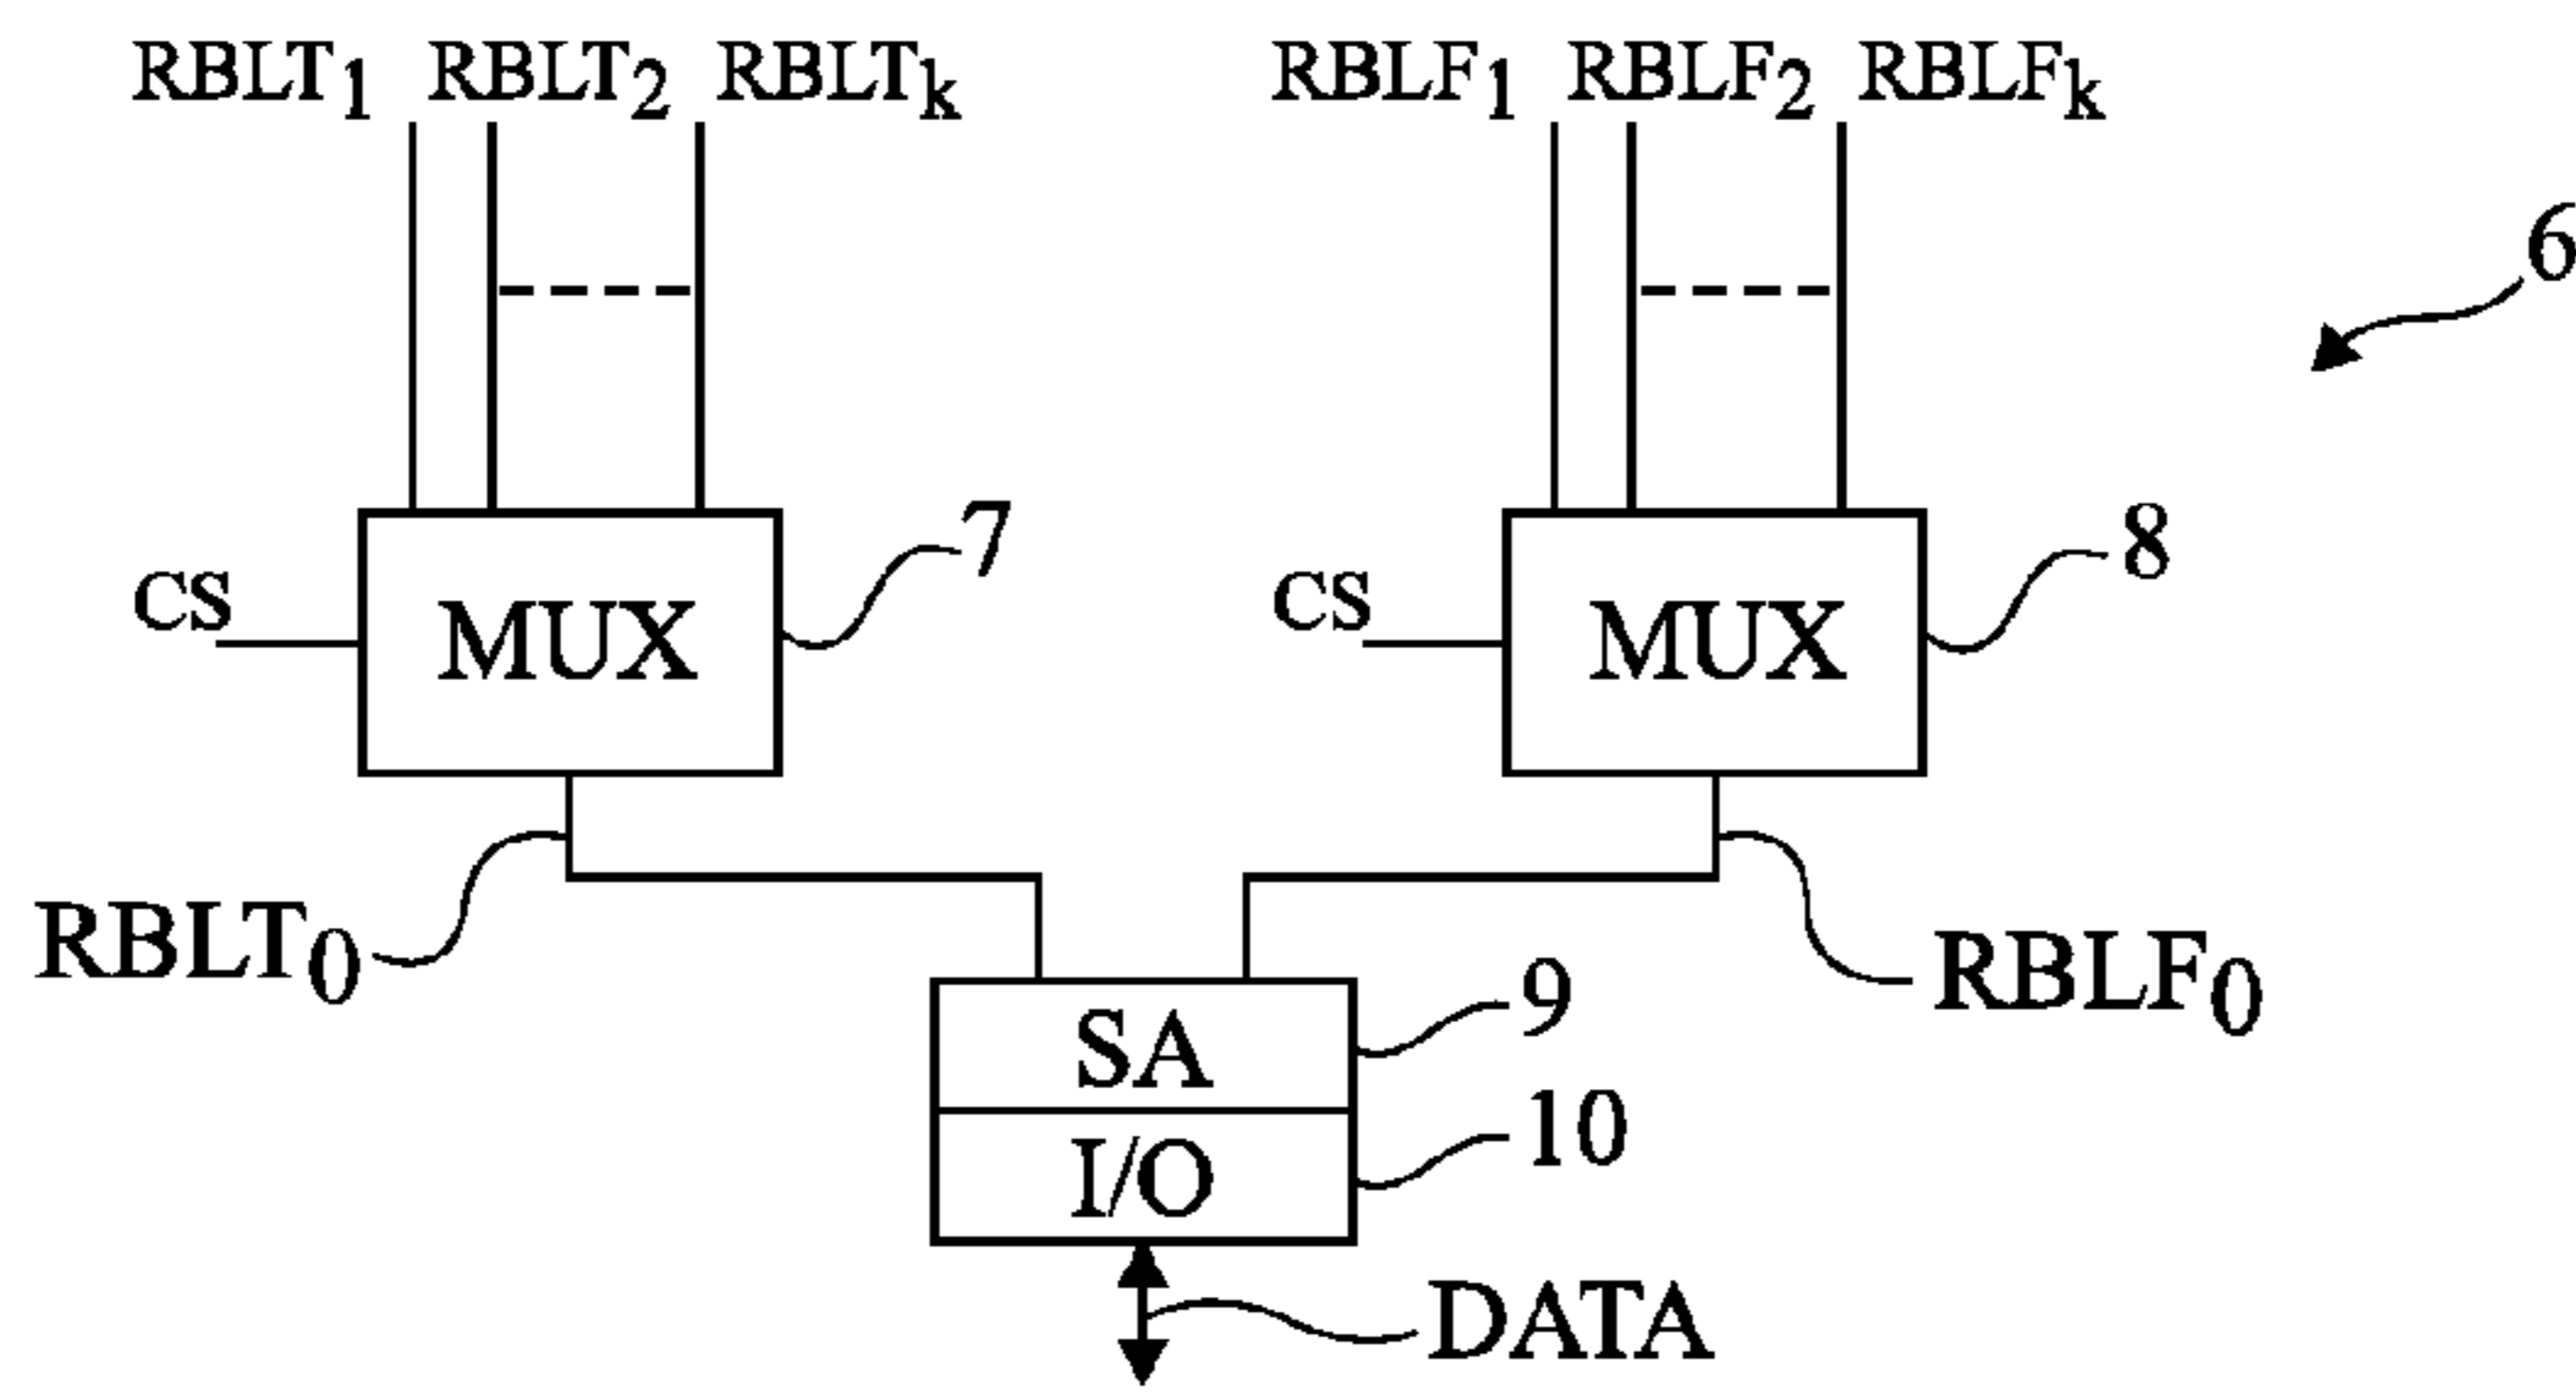 RBLT1 RBLT2 RBLTk RBLF1 RBLF2 RBLFk
6
7 8
CS MUX CS MUX
RBLT0 RBLF0
SA 9
I/O 10
DATA